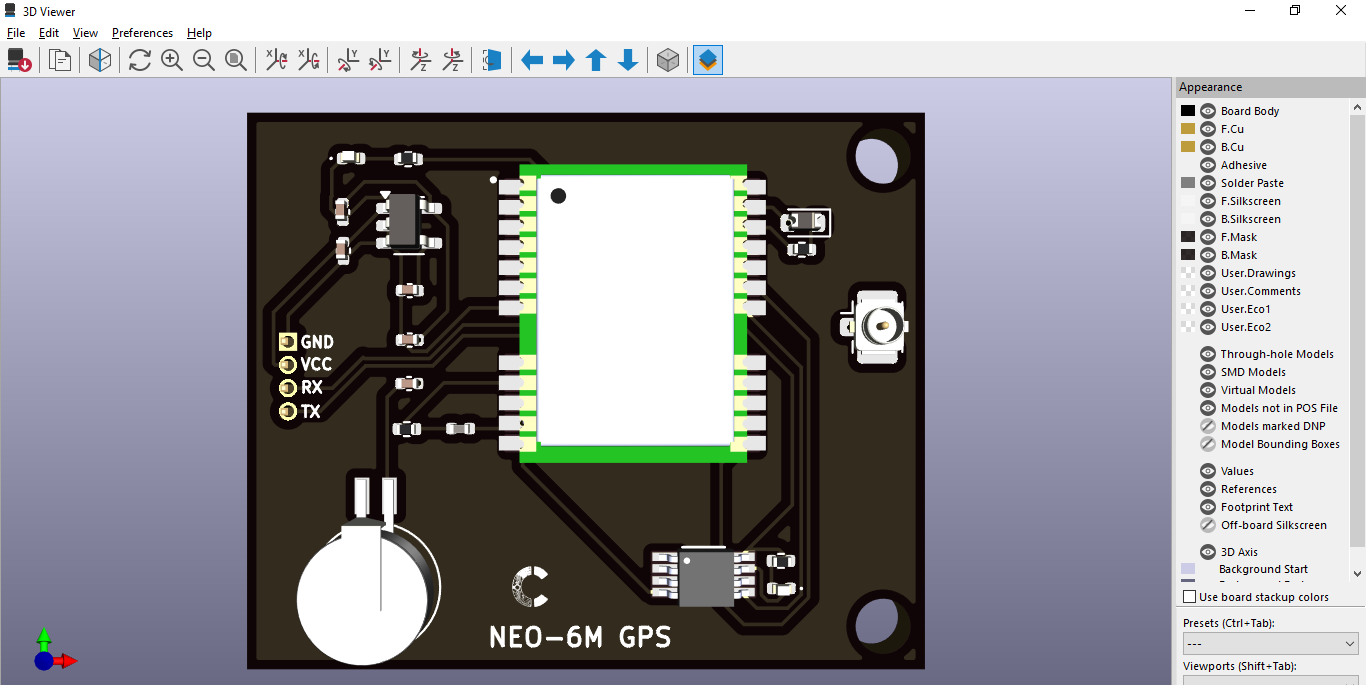 3D Viewer
File Edit View Preferences Help
Appearance
Board Body
F.Cu
B.Cu
Adhesive
Solder Paste
F.Silkscreen
B.Silkscreen
F.Mask
B.Mask
User.Drawings
User.Comments
User.Eco1
User.Eco2
Through-hole Models
SMD Models
Virtual Models
Models not in POS File
Models marked DNP
Model Bounding Boxes
Values
References
Footprint Text
Off-board Silkscreen
3D Axis
Background Start
Use board stackup colors
Presets (Ctrl+Tab):
---
Viewports (Shift+Tab):
GND
VCC
RX
TX
NEO-6M GPS